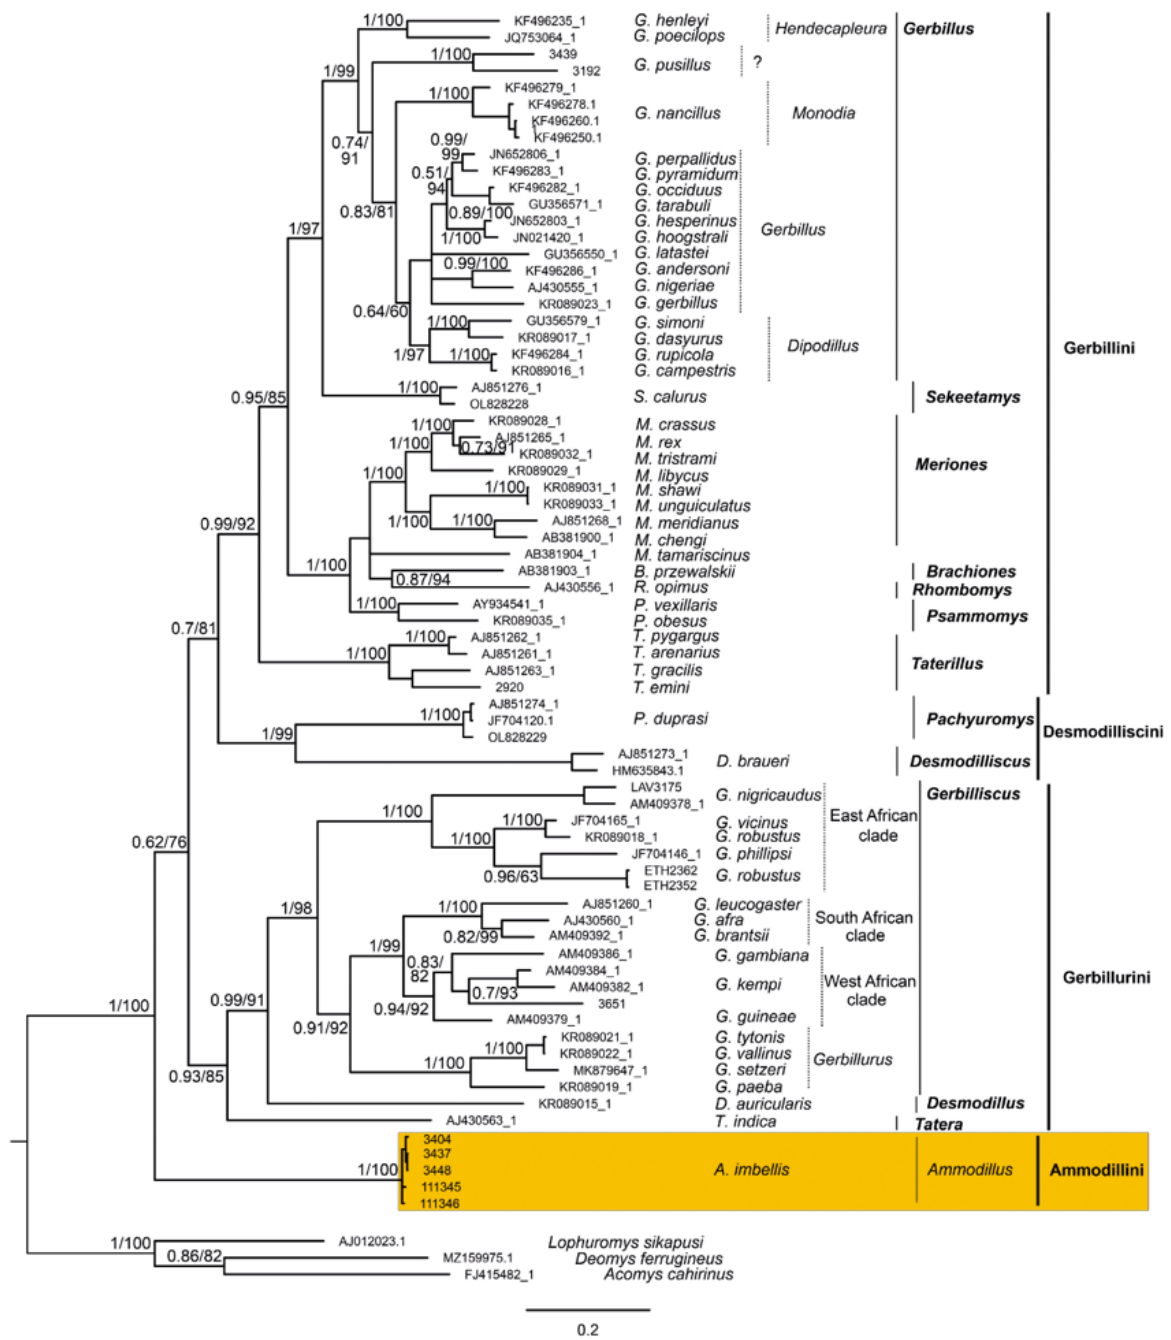 KF496235_1 G. henleyi Hendecapleura Gerbillus
1/100
JQ753064_1 G. poecilops
3439
1/100 G. pusillus ?
3192
1/99
KF496279_1
1/100
KF496278.1 G. nancillus Monodia
KF496260.1
KF496250.1
0.74/
91
0.99/
99
JN652806_1 G. perpallidus
KF496283_1 G. pyramidum
0.51/
94
KF496282_1 G. occiduus
GU356571_1 G. tarabuli
0.83/81
0.89/100
JN652803_1 G. hesperinus
1/100
JN021420_1 G. hoogstrali Gerbillus
1/97
GU356550_1 G. latastei
0.99/100
KF496286_1 G. andersoni
AJ430555_1 G. nigeriae
KR089023_1 G. gerbillus
0.64/60
1/100
GU356579_1 G. simoni
KR089017_1 G. dasyurus Dipodillus
1/97
1/100
KF496284_1 G. rupicola
KR089016_1 G. campestris
Gerbillini
1/100
AJ851276_1 S. calurus Sekeetamys
OL828228
0.95/85
KR089028_1 M. crassus
1/100
AJ851265_1 M. rex
0.73/91
KR089032_1 M. tristrami
1/100
KR089029_1 M. libycus Meriones
1/100
1/100
KR089031_1 M. shawi
KR089033_1 M. unguiculatus
1/100
1/100
AJ851268_1 M. meridianus
AB381900_1 M. chengi
0.99/92
AB381904_1 M. tamariscinus
1/100
AB381903_1 B. przewalskii Brachiones
0.87/94
AJ430556_1 R. opimus Rhombomys
1/100
AY934541_1 P. vexillaris Psammomys
KR089035_1 P. obesus
0.7/81
1/100
AJ851262_1 T. pygargus
AJ851261_1 T. arenarius
1/100
AJ851263_1 T. gracilis Taterillus
2920 T. emini
AJ851274_1
1/100
JF704120.1 P. duprasi Pachyuromys
OL828229
Desmodilliscini
1/99
AJ851273_1 D. braueri Desmodilliscus
HM635843.1
LAV3175 G. nigricaudus Gerbilliscus
AM409378_1
1/100
1/100
JF704165_1 G. vicinus East African
KR089018_1 G. robustus clade
1/100
0.62/76
JF704146_1 G. phillipsi
0.96/63
ETH2362 G. robustus
ETH2352
1/98
1/100
AJ851260_1 G. leucogaster
AJ430560_1 G. afra South African
0.82/99
AM409392_1 G. brantsii clade
1/99
0.83/
82
AM409386_1 G. gambiana
AM409384_1
AM409382_1 G. kempi West African
0.7/93
3651 clade
0.94/92
AM409379_1 G. guineae
Gerbillurini
1/100
0.99/91
0.91/92
1/100
KR089021_1 G. tytonis
KR089022_1 G. vallinus
1/100
MK879647_1 G. setzeri Gerbillurus
KR089019_1 G. paeba
0.93/85
KR089015_1 D. auricularis Desmodillus
AJ430563_1 T. indica Tatera
3404
3437
1/100
3448 A. imbellis Ammodillus Ammodillini
111345
111346
1/100
AJ012023.1 Lophuromys sikapusi
0.86/82
MZ159975.1 Deomys ferrugineus
FJ415482_1 Acomys cahirinus
0.2